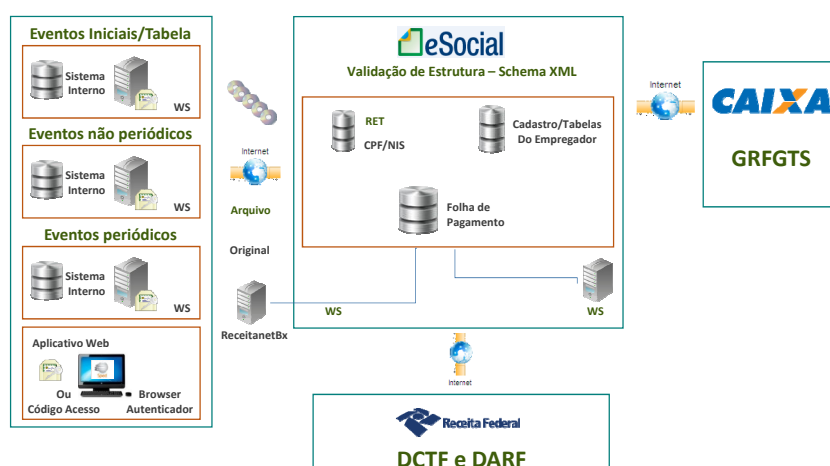 Eventos Iniciais/Tabela
Sistema
Interno
WS
Eventos não periódicos
Sistema
Interno
WS
Eventos periódicos
Sistema
Interno
WS
Aplicativo Web
Ou
Código Acesso
Browser
Autenticador
Internet
Arquivo
Original
ReceitanetBx
eSocial
Validação de Estrutura – Schema XML
RET
CPF/NIS
Cadastro/Tabelas
Do Empregador
Folha de
Pagamento
WS
WS
Internet
CAIXA
GRFGTS
Internet
Receita Federal
DCTF e DARF